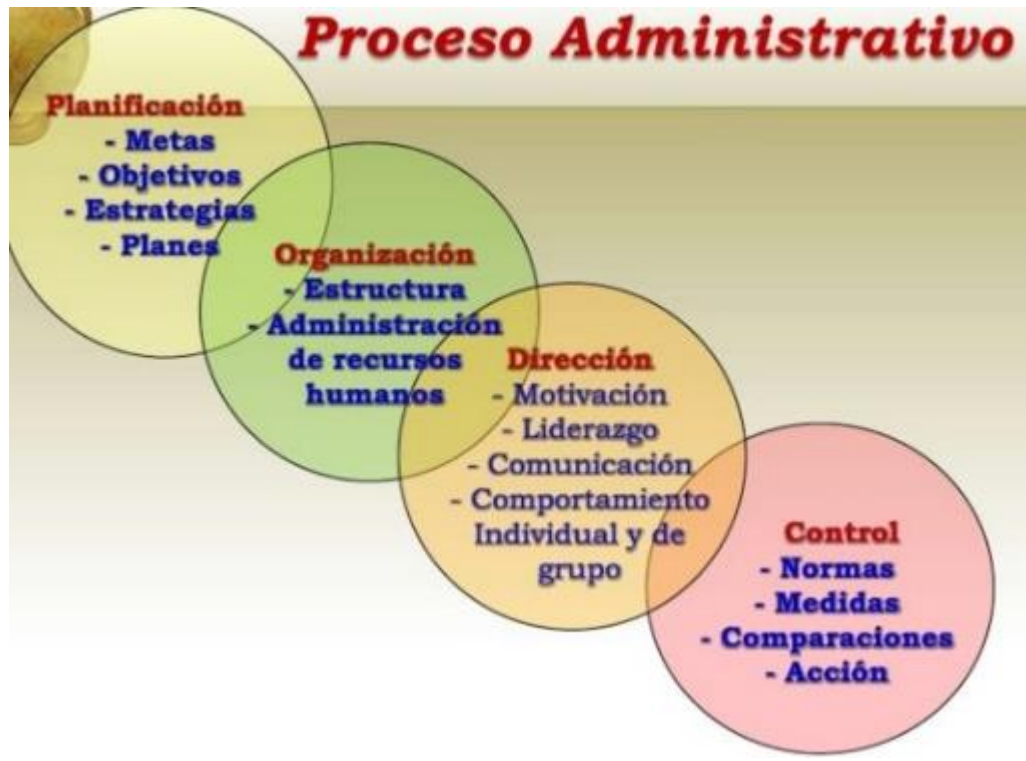 Proceso Administrativo
Planificación
- Metas
- Objetivos
- Estrategias
- Planes
Organización
- Estructura
- Administración
de recursos
humanos
Dirección
- Motivación
- Liderazgo
- Comunicación
- Comportamiento
Individual y de
grupo
Control
- Normas
- Medidas
- Comparaciones
- Acción